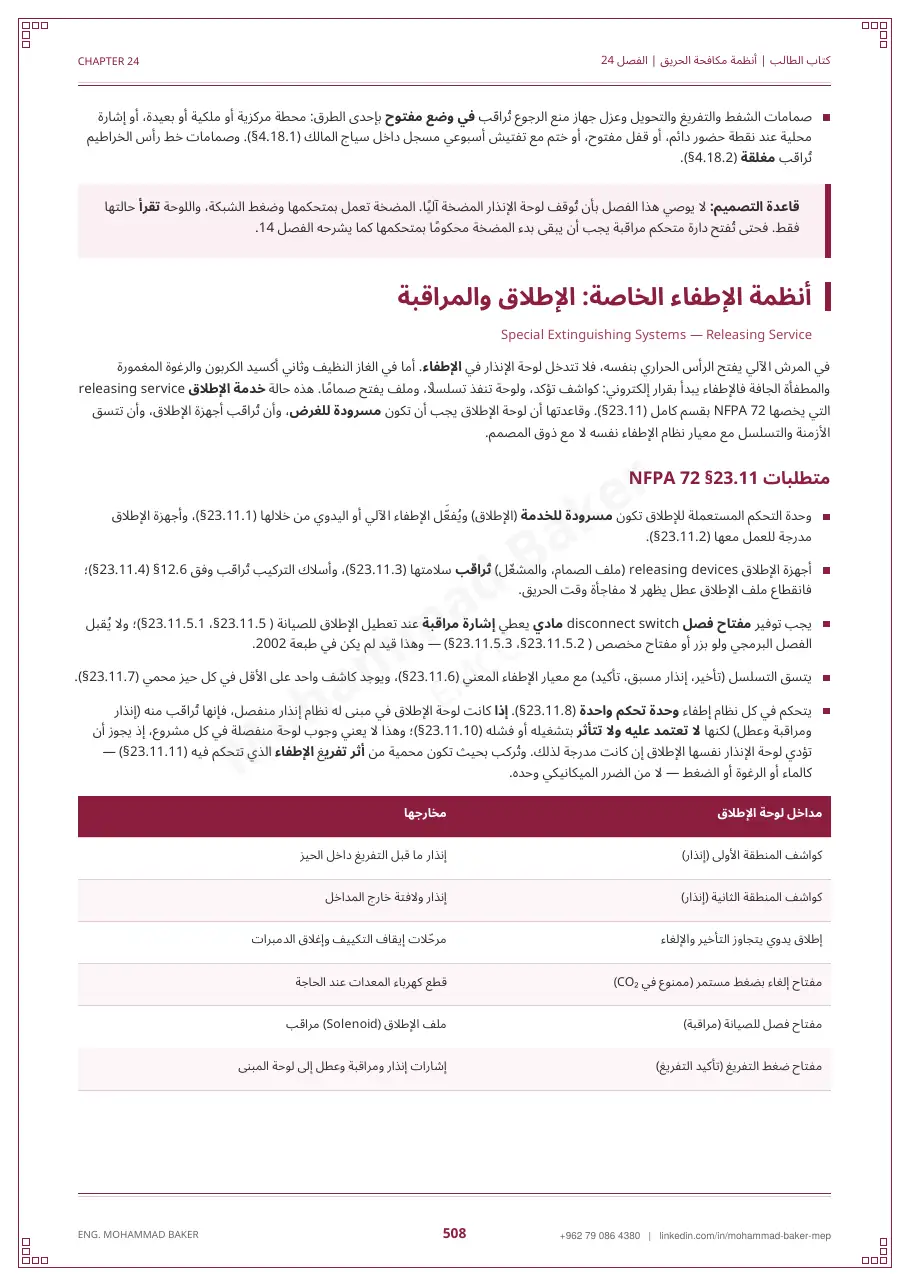 كتاب الطالب | أنظمة مكافحة الحريق | الفصل 24
CHAPTER 24
صمامات الشفط والتفريغ والتحويل وعزل جهاز منع الرجوع تُراقب في وضع مفتوح بإحدى الطرق: محطة مركزية أو ملكية أو بعيدة، أو إشارة
محلية عند نقطة حضور دائم، أو قفل مفتوح، أو ختم مع تفتيش أسبوعي مسجل داخل سياج المالك (§4.18.1). وصمامات خط رأس الخراطيم
تُراقب مغلقة (§4.18.2).
قاعدة التصميم: لا يوصي هذا الفصل بأن تُوقف لوحة الإنذار المضخة آليًا. المضخة تعمل بمتحكمها وضغط الشبكة، واللوحة تقرأ حالتها
فقط. فحتى تُفتح دارة متحكم مراقبة يجب أن يبقى بدء المضخة محكومًا بمتحكمها كما يشرحه الفصل 14.
أنظمة الإطفاء الخاصة: الإطلاق والمراقبة
Special Extinguishing Systems — Releasing Service
في المرش الآلي يفتح الرأس الحراري بنفسه، فلا تتدخل لوحة الإنذار في الإطفاء. أما في الغاز النظيف وثاني أكسيد الكربون والرغوة المغمورة
والمطفأة الجافة فالإطفاء يبدأ بقرار إلكتروني: كواشف تؤكد، ولوحة تنفذ تسلسلًا، وملف يفتح صمامًا. هذه حالة خدمة الإطلاق releasing service
التي يخصها NFPA 72 بقسم كامل (§23.11). وقاعدتها أن لوحة الإطلاق يجب أن تكون مسرودة للغرض، وأن تُراقب أجهزة الإطلاق، وأن تتسق
الأزمنة والتسلسل مع معيار نظام الإطفاء نفسه لا مع ذوق المصمم.
متطلبات NFPA 72 §23.11
وحدة التحكم المستعملة للإطلاق تكون مسرودة للخدمة (الإطلاق) ويُفعَّل الإطفاء الآلي أو اليدوي من خلالها (§23.11.1)، وأجهزة الإطلاق
مدرجة للعمل معها (§23.11.2).
أجهزة الإطلاق releasing devices (ملف الصمام، والمشغّل) تُراقب سلامتها (§23.11.3)، وأسلاك التركيب تُراقب وفق §12.6 (§23.11.4)؛
فانقطاع ملف الإطلاق عطل يظهر لا مفاجأة وقت الحريق.
يجب توفير مفتاح فصل disconnect switch مادي يعطي إشارة مراقبة عند تعطيل الإطلاق للصيانة (§23.11.5، §23.11.5.1)؛ ولا يُقبل
الفصل البرمجي ولو بزر أو مفتاح مخصص (§23.11.5.2، §23.11.5.3) — وهذا قيد لم يكن في طبعة 2002.
يتسق التسلسل (تأخير، إنذار مسبق، تأكيد) مع معيار الإطفاء المعني (§23.11.6)، ويوجد كاشف واحد على الأقل في كل حيز محمي (§23.11.7).
يتحكم في كل نظام إطفاء وحدة تحكم واحدة (§23.11.8). إذا كانت لوحة الإطلاق في مبنى له نظام إنذار منفصل، فإنها تُراقب منه (إنذار
ومراقبة وعطل) لكنها لا تعتمد عليه ولا تتأثر بتشغيله أو فشله (§23.11.10)؛ وهذا لا يعني وجوب لوحة منفصلة في كل مشروع، إذ يجوز أن
تؤدي لوحة الإنذار نفسها الإطلاق إن كانت مدرجة لذلك. وتُركب بحيث تكون محمية من أثر تفريغ الإطفاء الذي تتحكم فيه (§23.11.11) —
كالماء أو الرغوة أو الضغط — لا من الضرر الميكانيكي وحده.
مداخل لوحة الإطلاق	مخارجها
كواشف المنطقة الأولى (إنذار)	إنذار ما قبل التفريغ داخل الحيز
كواشف المنطقة الثانية (إنذار)	إنذار ولافتة خارج المداخل
إطلاق يدوي يتجاوز التأخير والإلغاء	مرحّلات إيقاف التكييف وإغلاق الدمبرات
مفتاح إلغاء بضغط مستمر (ممنوع في CO₂)	قطع كهرباء المعدات عند الحاجة
مفتاح فصل للصيانة (مراقبة)	ملف الإطلاق (Solenoid) مراقب
مفتاح ضغط التفريغ (تأكيد التفريغ)	إشارات إنذار ومراقبة وعطل إلى لوحة المبنى
ENG. MOHAMMAD BAKER
508
+962 79 086 4380 | linkedin.com/in/mohammad-baker-mep